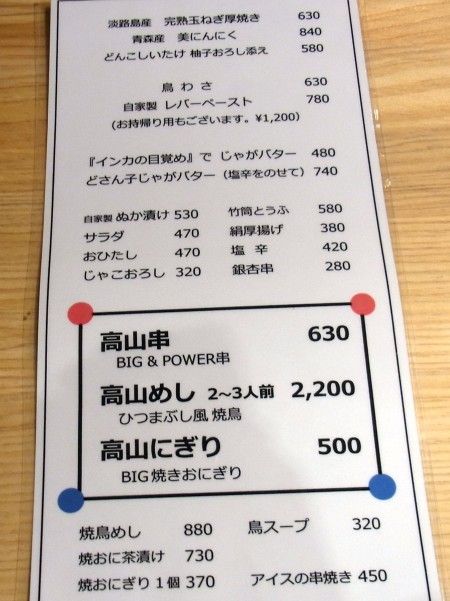 淡路島産 完熟玉ねぎ厚焼き 630
青森産 美にんにく 840
どんこしいたけ 柚子おろし添え 580
鳥わさ 630
自家製 レバーペースト 780
(お持帰り用もございます。¥1,200)
『インカの目覚め』で じゃがバター 480
どさん子じゃがバター (塩辛をのせて) 740
自家製 ぬか漬け 530 竹筒とうふ 580
サラダ 470 絹厚揚げ 380
おひたし 470 塩 辛 420
じゃこおろし 320 銀杏串 280
高山串 630
BIG & POWER串
高山めし 2〜3人前 2,200
ひつまぶし風 焼鳥
高山にぎり 500
BIG 焼きおにぎり
焼鳥めし 880 鳥スープ 320
焼おに茶漬け 730
焼おにぎり1個 370 アイスの串焼き 450